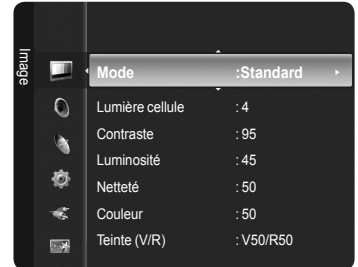 Image
Mode :Standard
Lumière cellule : 4
Contraste : 95
Luminosité : 45
Netteté : 50
Couleur : 50
Teinte (V/R) : V50/R50